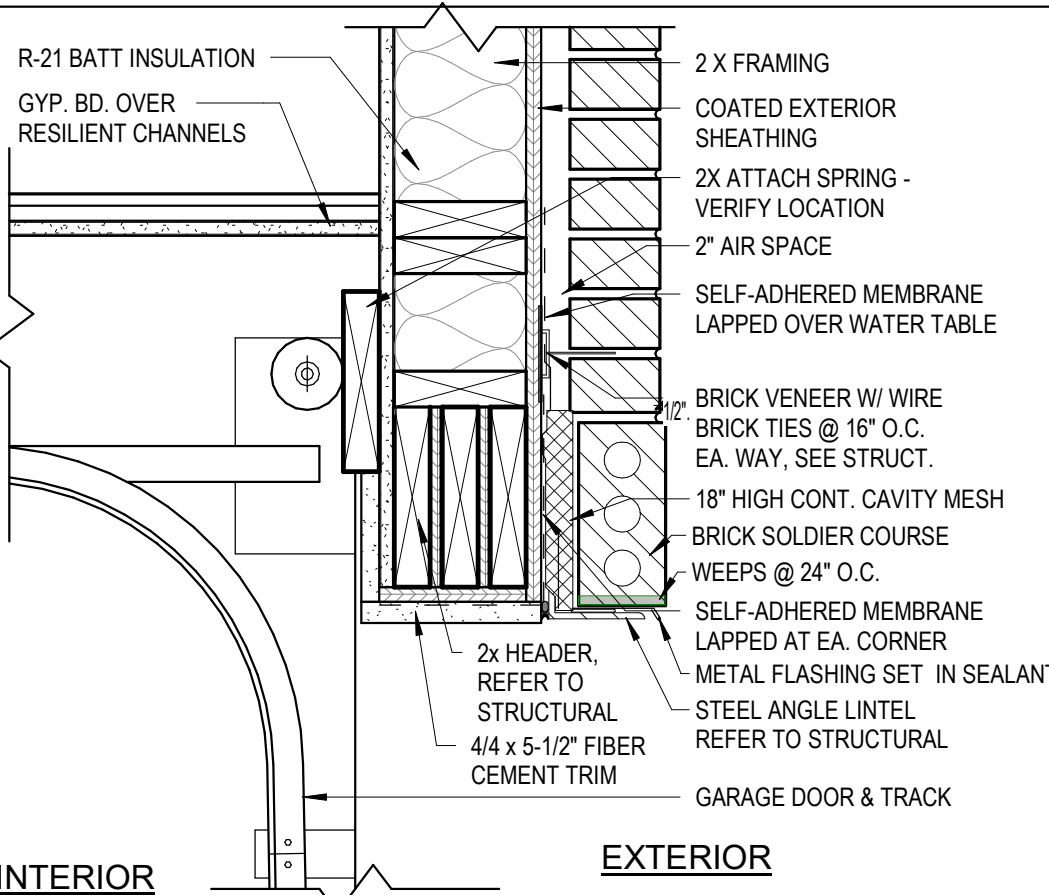 R-21 BATT INSULATION
GYP. BD. OVER
RESILIENT CHANNELS
2 X FRAMING
COATED EXTERIOR
SHEATHING
2X ATTACH SPRING -
VERIFY LOCATION
2" AIR SPACE
SELF-ADHERED MEMBRANE
LAPPED OVER WATER TABLE
1/2".
BRICK VENEER W/ WIRE
BRICK TIES @ 16" O.C.
EA. WAY, SEE STRUCT.
18" HIGH CONT. CAVITY MESH
BRICK SOLDIER COURSE
WEEPS @ 24" O.C.
SELF-ADHERED MEMBRANE
LAPPED AT EA. CORNER
METAL FLASHING SET IN SEALANT
STEEL ANGLE LINTEL
REFER TO STRUCTURAL
2x HEADER,
REFER TO
STRUCTURAL
4/4 x 5-1/2" FIBER
CEMENT TRIM
GARAGE DOOR & TRACK
INTERIOR
EXTERIOR